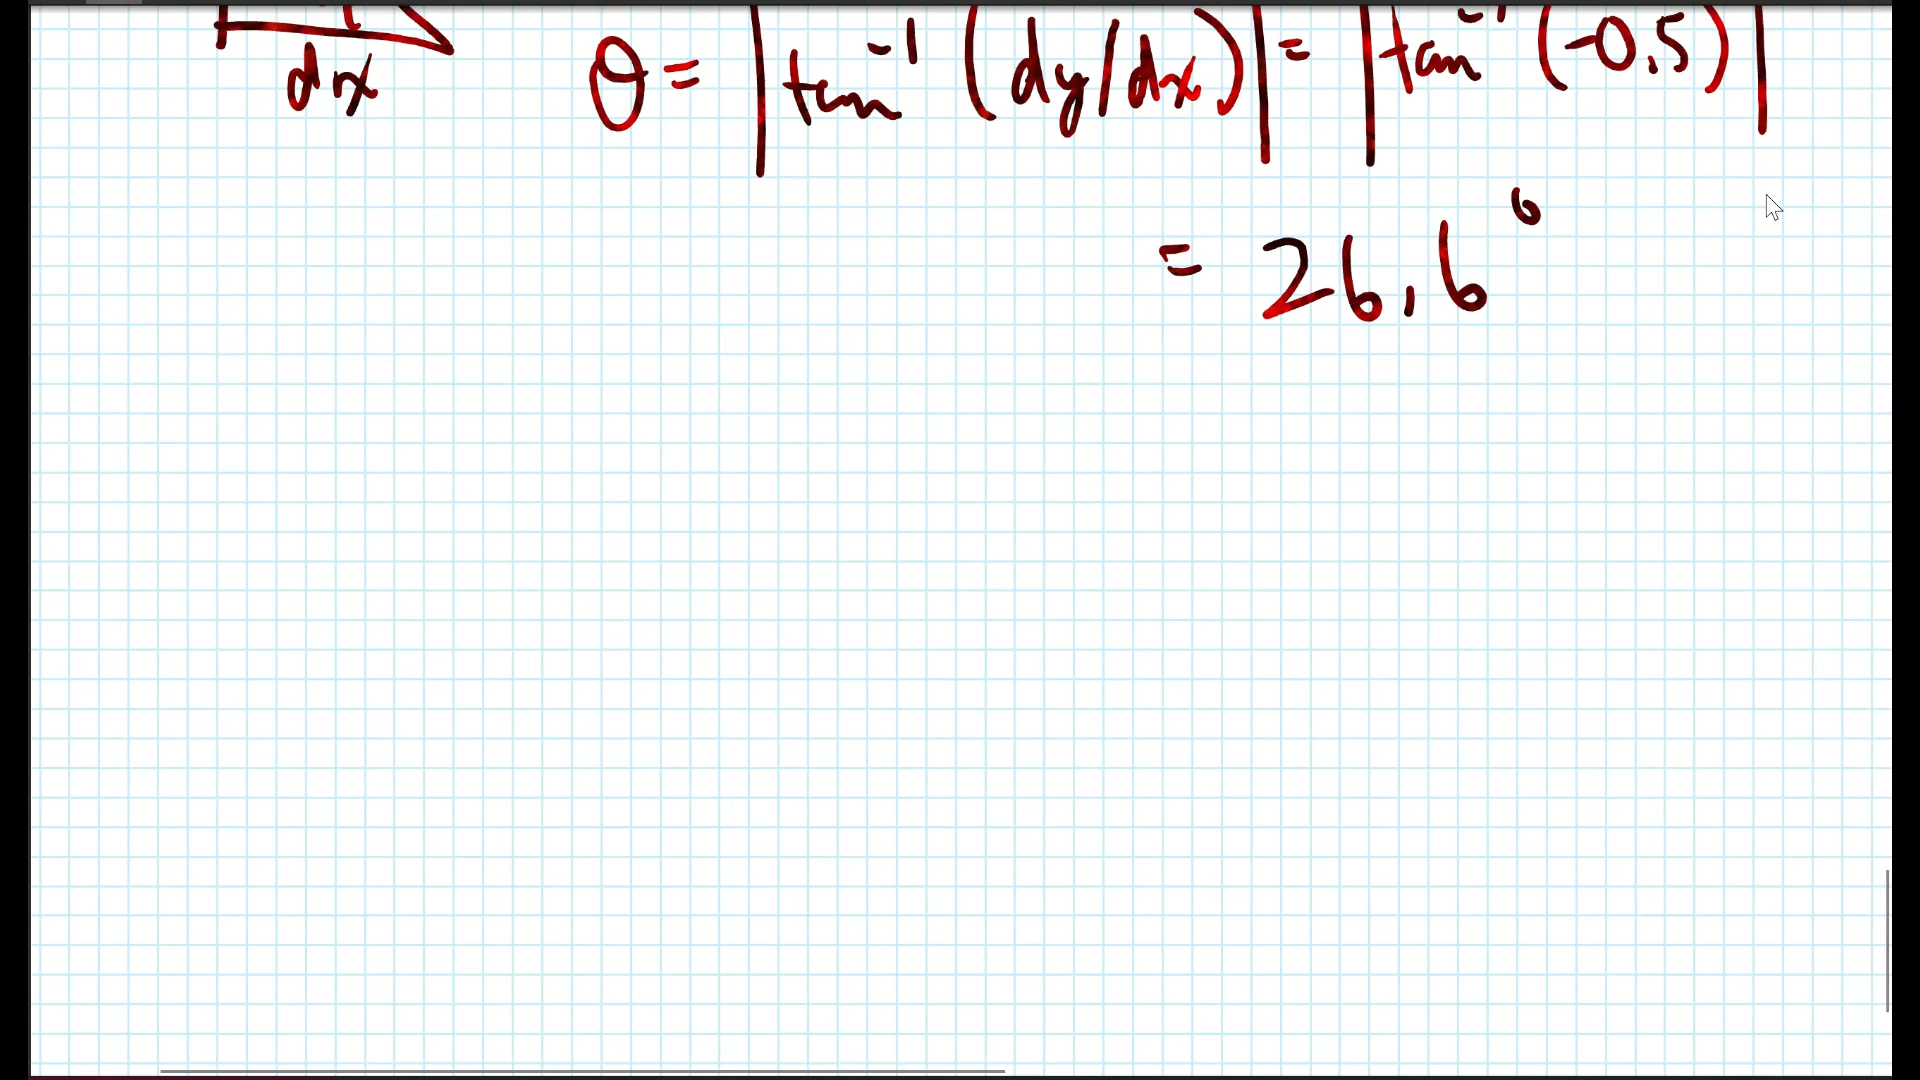 dx
θ = |tan⁻¹(dy/dx)| = |tan⁻¹(-0.5)|
= 26.6°